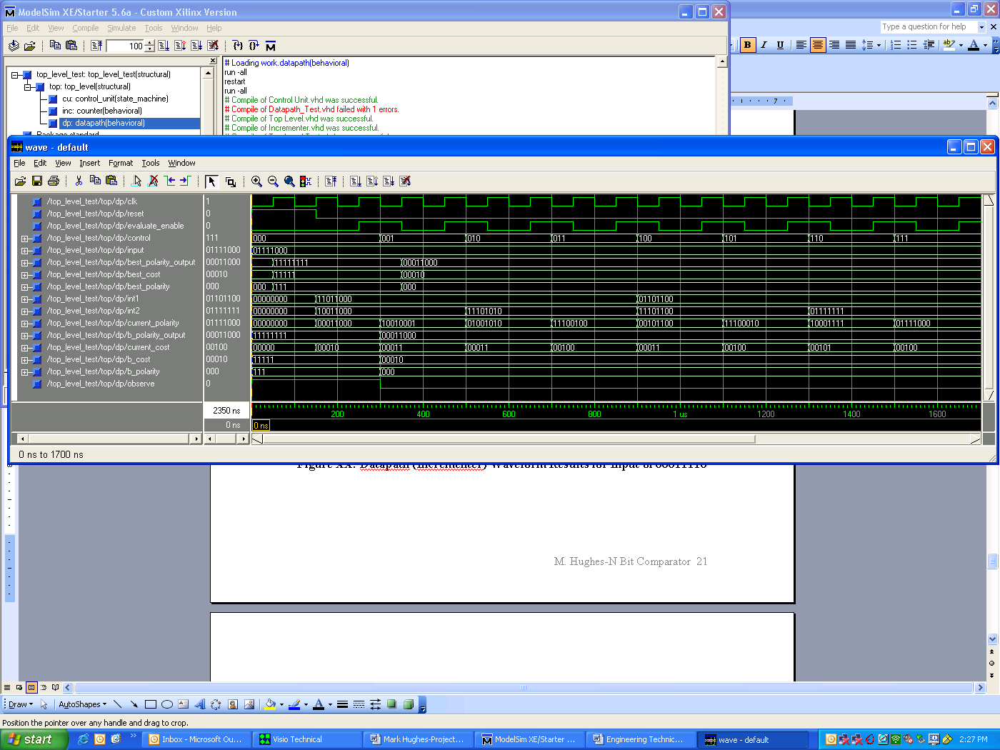 ModelSim XE/Starter 5.6a - Custom Xilinx Version
File Edit View Compile Simulate Tools Window Help
Type a question for help
100
B I U
top_level_test: top_level_test(structural)
top: top_level(structural)
cu: control_unit(state_machine)
inc: counter(behavioral)
dp: datapath(behavioral)
Package standard
# Loading work.datapath(behavioral)
run -all
restart
run -all
# Compile of Control Unit.vhd was successful.
# Compile of Datapath_Test.vhd failed with 1 errors.
# Compile of Top Level.vhd was successful.
# Compile of Incrementer.vhd was successful.
7
wave - default
File Edit View Insert Format Tools Window
/top_level_test/top/dp/clk 1
/top_level_test/top/dp/reset 0
/top_level_test/top/dp/evaluate_enable 0
/top_level_test/top/dp/control 111 000 001 010 011 100 101 110 111
/top_level_test/top/dp/input 01111000 01111000
/top_level_test/top/dp/best_polarity_output 00011000 11111111 00011000
/top_level_test/top/dp/best_cost 00010 11111 00010
/top_level_test/top/dp/best_polarity 000 000 111 000
/top_level_test/top/dp/int1 01101100 00000000 11011000 01101100
/top_level_test/top/dp/int2 01111111 00000000 10011000 11101010 11101100 01111111
/top_level_test/top/dp/current_polarity 01111000 00000000 00011000 10010001 01001010 11100100 00101100 11100010 10001111 01111000
/top_level_test/top/dp/b_polarity_output 00011000 11111111 00011000
/top_level_test/top/dp/current_cost 00100 00000 00010 00011 00011 00100 00011 00100 00101 00100
/top_level_test/top/dp/b_cost 00010 11111 00010
/top_level_test/top/dp/b_polarity 000 111 000
/top_level_test/top/dp/observe 0
2350 ns 200 400 600 800 1 us 1200 1400 1600
0 ns 0 ns
0 ns to 1700 ns
Figure XX: Datapath (Incrementer) Waveform Results for Input of 00011110
M. Hughes-N Bit Comparator 21
Draw AutoShapes A
Position the pointer over any handle and drag to crop.
start Inbox - Microsoft Ou... Visio Technical Mark Hughes-Project... ModelSim XE/Starter ... Engineering Technic... wave - default 2:27 PM